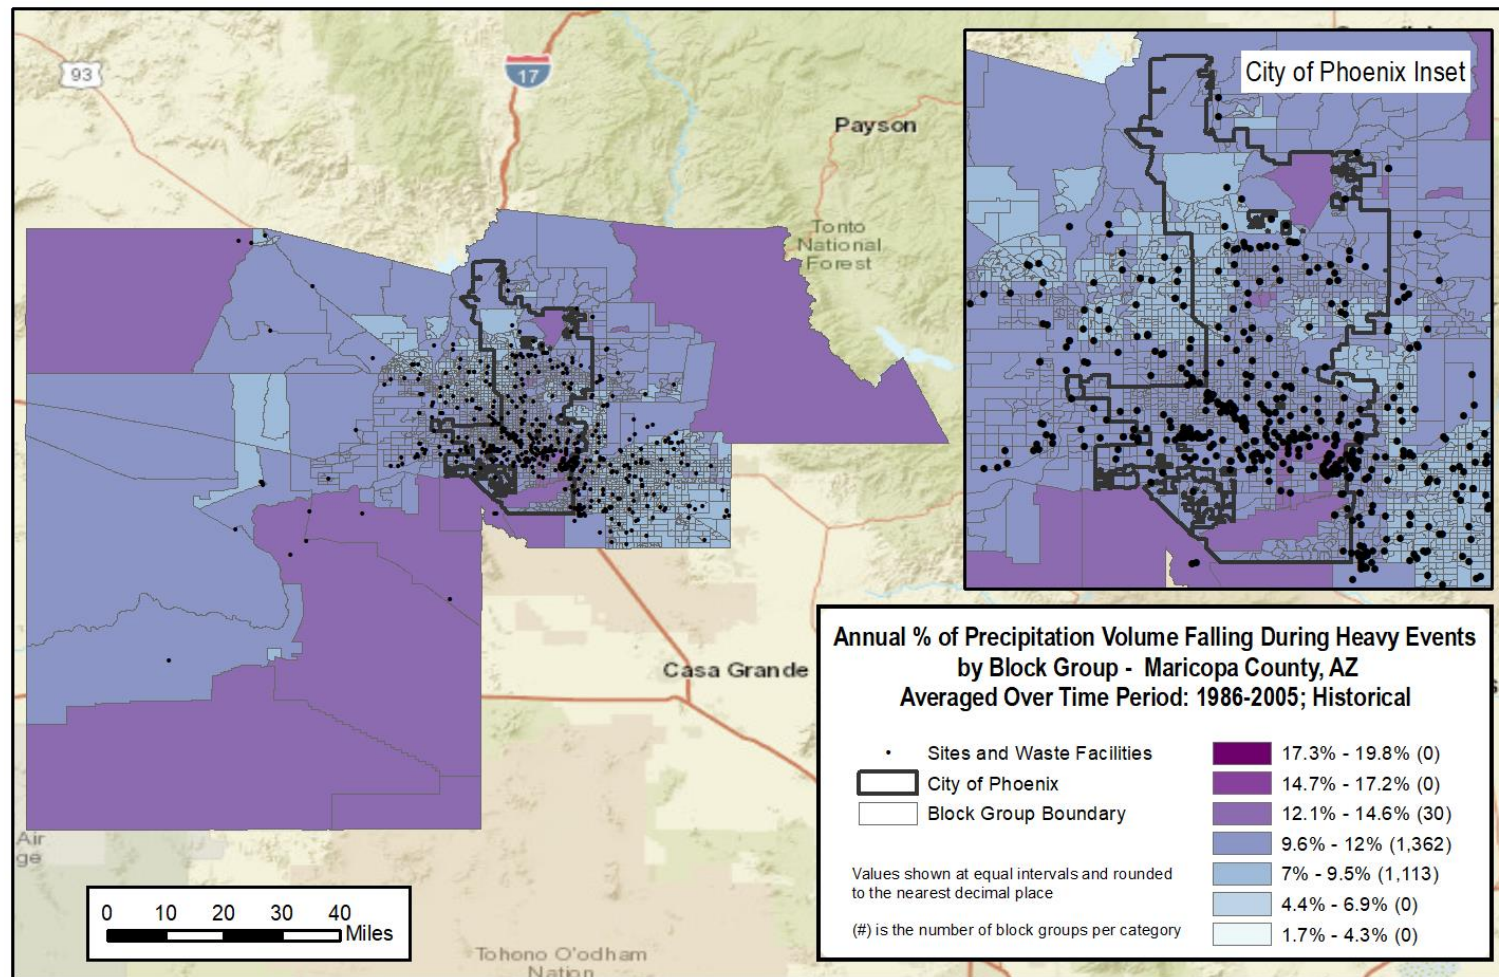 93
17
Payson
Tonto
National
Forest
City of Phoenix Inset
Casa Grande
Air
ge
Tohono O'odham
Nation
0 10 20 30 40
Miles
Annual % of Precipitation Volume Falling During Heavy Events
by Block Group - Maricopa County, AZ
Averaged Over Time Period: 1986-2005; Historical
Sites and Waste Facilities
City of Phoenix
Block Group Boundary
Values shown at equal intervals and rounded
to the nearest decimal place
(#) is the number of block groups per category
17.3% - 19.8% (0)
14.7% - 17.2% (0)
12.1% - 14.6% (30)
9.6% - 12% (1,362)
7% - 9.5% (1,113)
4.4% - 6.9% (0)
1.7% - 4.3% (0)